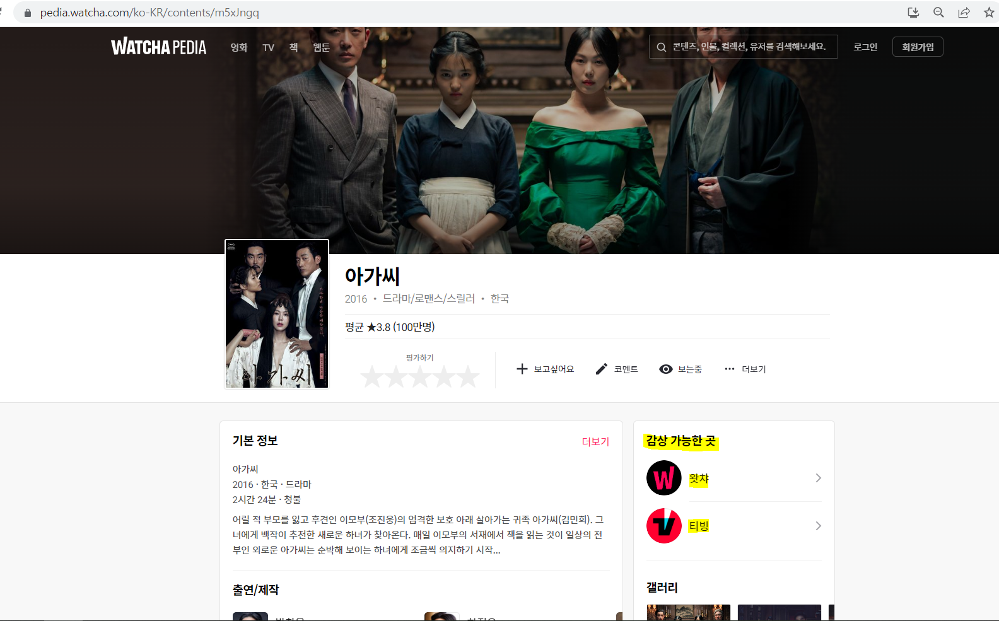 pedia.watcha.com/ko-KR/contents/m5xJngq
WATCHA PEDIA 영화 TV 책 웹툰 콘텐츠, 인물, 컬렉션, 유저를 검색해보세요. 로그인 회원가입
아가씨
아가씨
2016 · 드라마/로맨스/스릴러 · 한국
평균 ★3.8 (100만명)
평가하기
보고싶어요 코멘트 보는중 더보기
기본 정보 더보기
아가씨
2016 · 한국 · 드라마
2시간 24분 · 청불
어릴 적 부모를 잃고 후견인 이모부(조진웅)의 엄격한 보호 아래 살아가는 귀족 아가씨(김민희). 그
녀에게 백작이 추천한 새로운 하녀가 찾아온다. 매일 이모부의 서재에서 책을 읽는 것이 일상의 전
부인 외로운 아가씨는 순박해 보이는 하녀에게 조금씩 의지하기 시작...
출연/제작
감상 가능한 곳
왓챠
티빙
갤러리